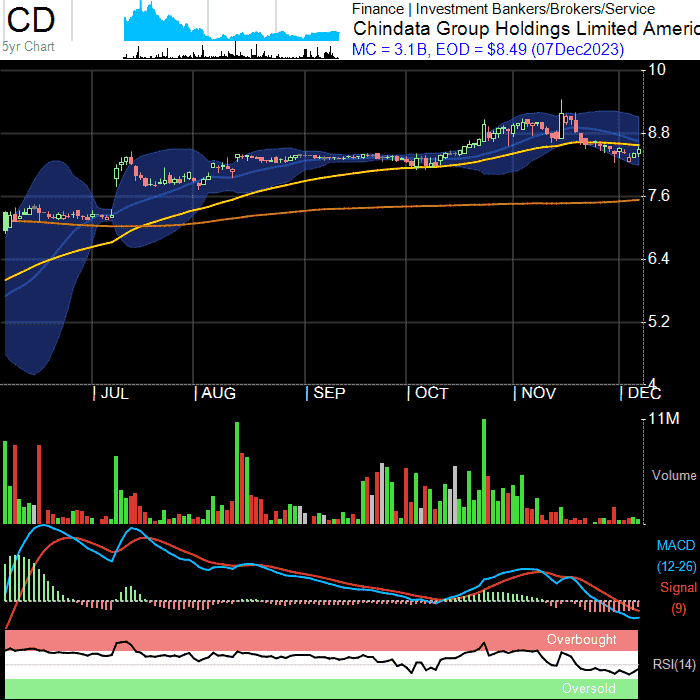 CD
5yr Chart
Finance | Investment Bankers/Brokers/Service
Chindata Group Holdings Limited Americ
MC = 3.1B, EOD = $8.49 (07Dec2023)
10
8.8
7.6
6.4
5.2
4
JUL AUG SEP OCT NOV DEC
11M
Volume
MACD
(12-26)
Signal
(9)
Overbought
RSI(14)
Oversold